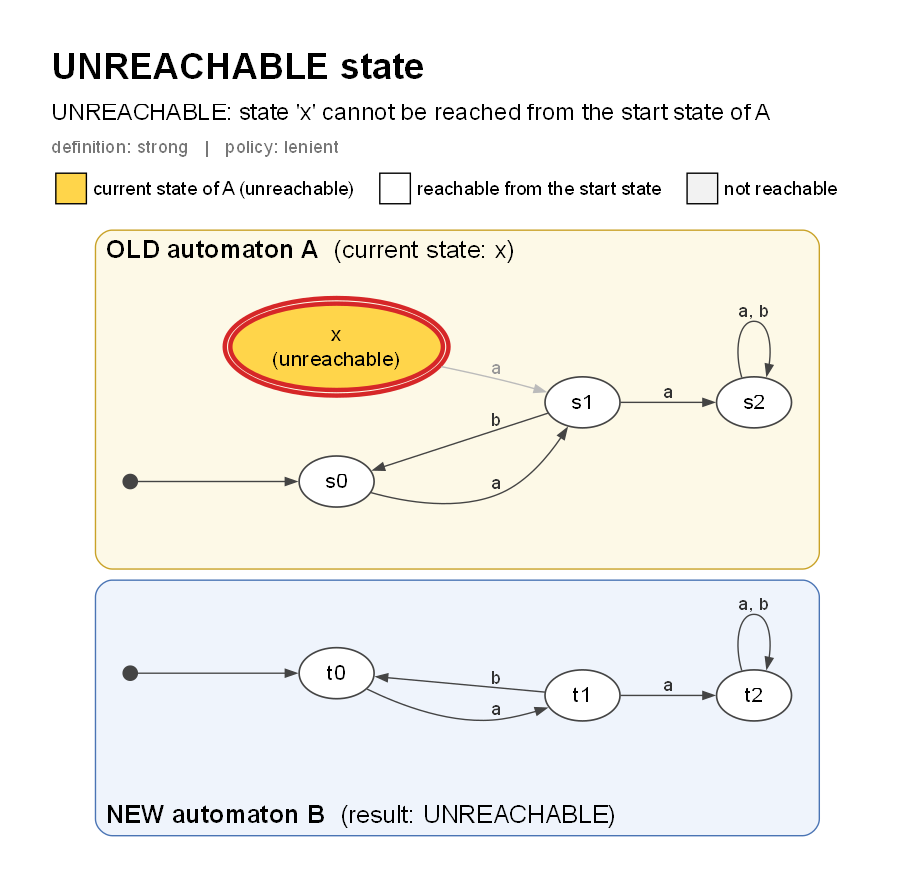 UNREACHABLE state
UNREACHABLE: state 'x' cannot be reached from the start state of A
definition: strong | policy: lenient
current state of A (unreachable)
reachable from the start state
not reachable
OLD automaton A (current state: x)
x
(unreachable)
a
a, b
s1
a
s2
b
s0
a
a, b
t0
b
a
t1
a
t2
NEW automaton B (result: UNREACHABLE)